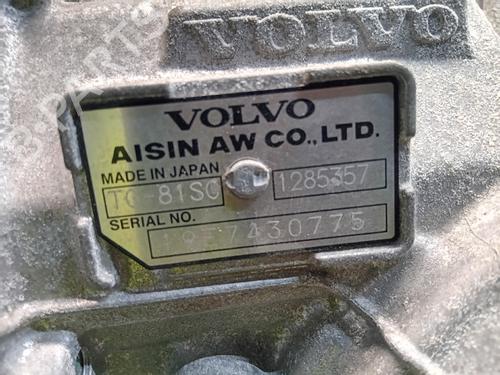 VOLVO
VOLVO
AISIN AW CO., LTD.
MADE IN JAPAN
TG-81SC 1285357
SERIAL NO.
7430775